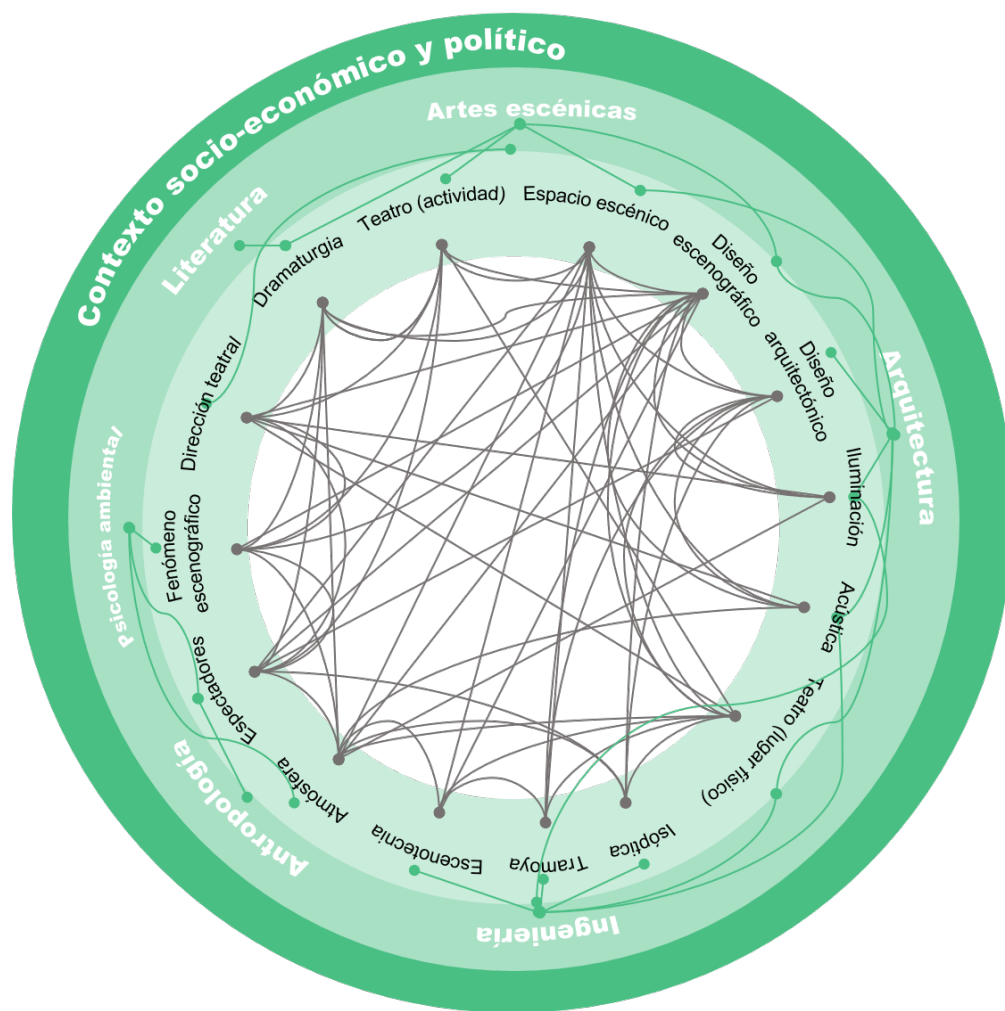 Contexto socio-económico y político
Artes escénicas
Literatura
Arquitectura
Psicología ambiental
Antropología
Ingeniería
Teatro (actividad)
Espacio escénico
Diseño
escenográfico
Diseño
arquitectónico
Iluminación
Acústica
Teatro (lugar físico)
Isóptica
Tramoya
Escenotecnia
Atmósfera
Espectadores
Fenómeno
escenográfico
Dirección teatral
Dramaturgia